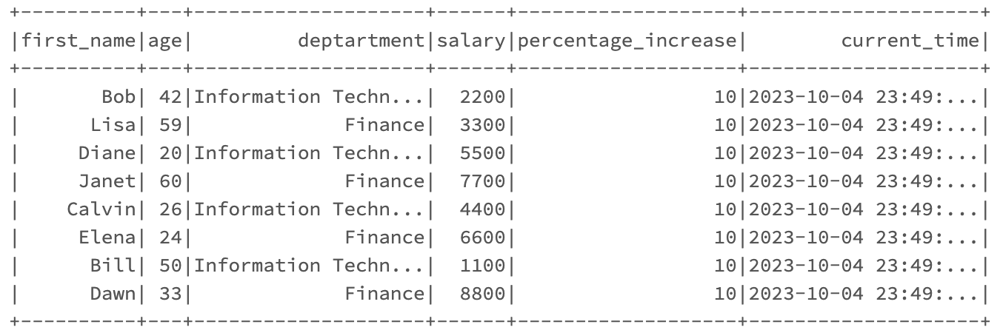 +----------+---+--------------------+------+-------------------+--------------------+
|first_name|age|         deptartment|salary|percentage_increase|        current_time|
+----------+---+--------------------+------+-------------------+--------------------+
|       Bob| 42|Information Techn...|  2200|                 10|2023-10-04 23:49:...|
|      Lisa| 59|             Finance|  3300|                 10|2023-10-04 23:49:...|
|     Diane| 20|Information Techn...|  5500|                 10|2023-10-04 23:49:...|
|     Janet| 60|             Finance|  7700|                 10|2023-10-04 23:49:...|
|    Calvin| 26|Information Techn...|  4400|                 10|2023-10-04 23:49:...|
|     Elena| 24|             Finance|  6600|                 10|2023-10-04 23:49:...|
|      Bill| 50|Information Techn...|  1100|                 10|2023-10-04 23:49:...|
|      Dawn| 33|             Finance|  8800|                 10|2023-10-04 23:49:...|
+----------+---+--------------------+------+-------------------+--------------------+